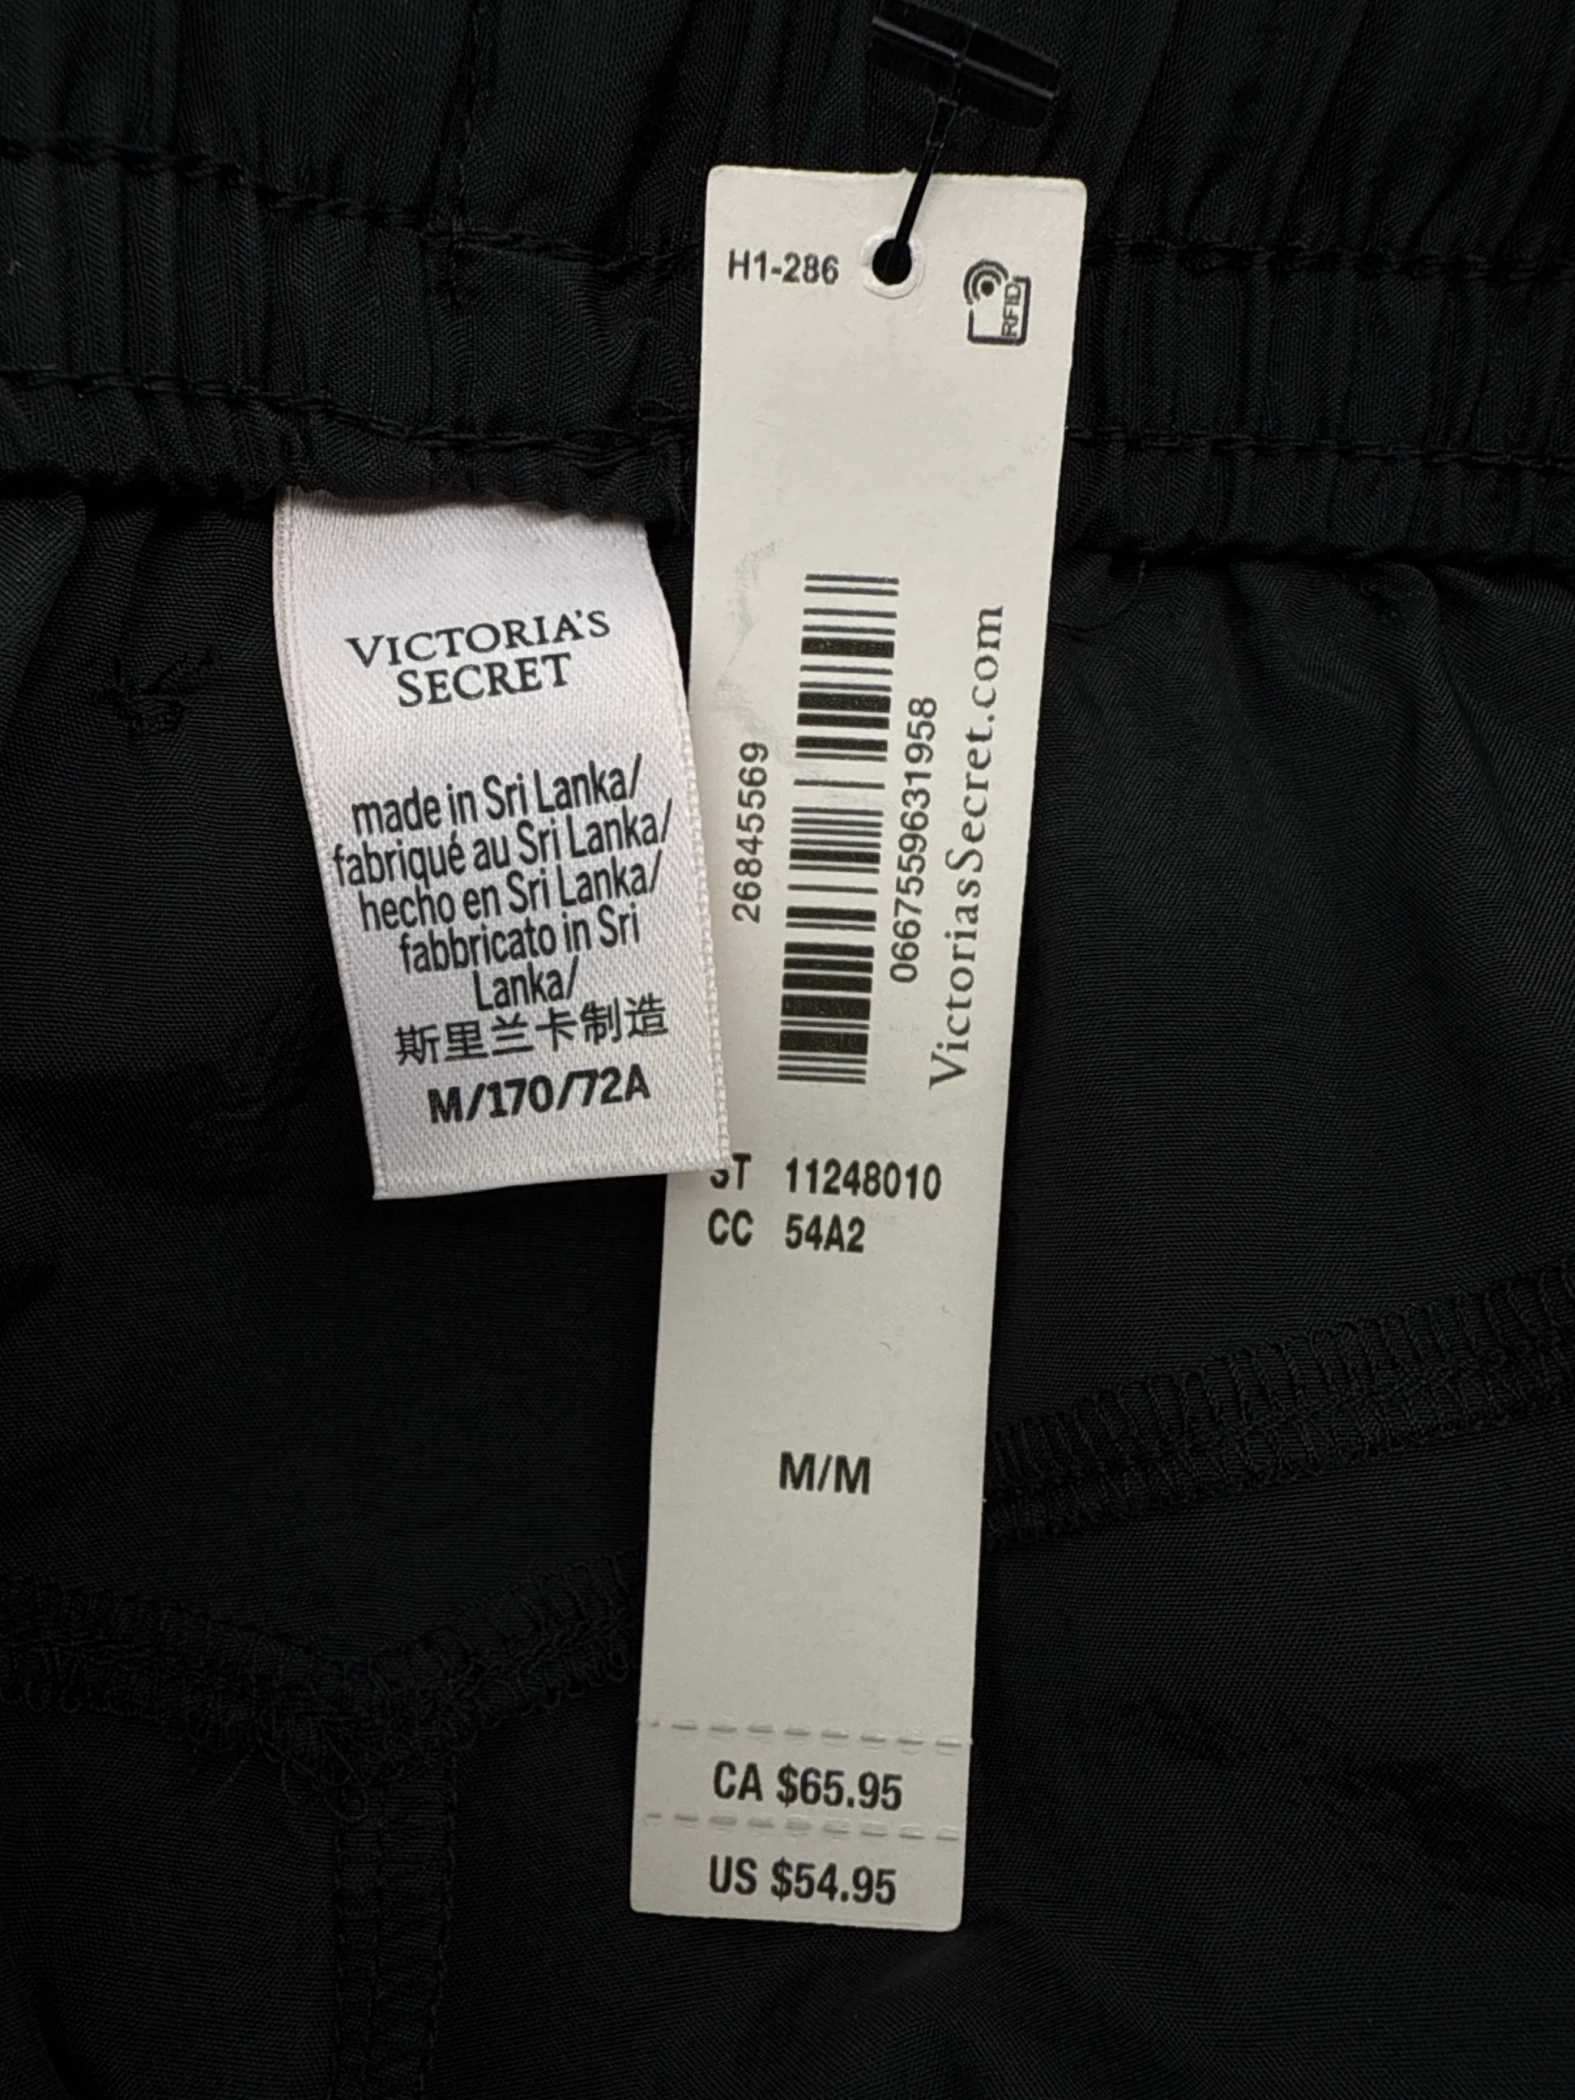 VICTORIA'S
SECRET
made in Sri Lanka/
fabriqué au Sri Lanka/
hecho en Sri Lanka/
fabbricato in Sri
Lanka/
斯里兰卡制造
M/170/72A
H1-286
RFID
26845569
0667559631958
VictoriasSecret.com
ST 11248010
CC 54A2
M/M
CA $65.95
US $54.95